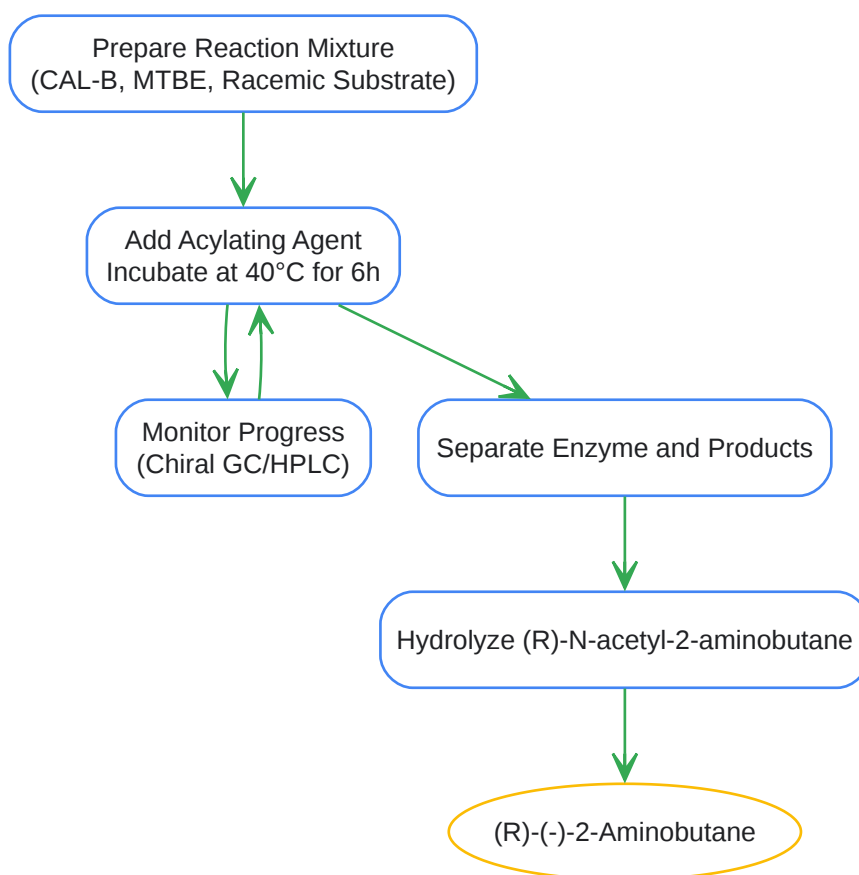 Prepare Reaction Mixture
(CAL-B, MTBE, Racemic Substrate)
Add Acylating Agent
Incubate at 40°C for 6h
Monitor Progress
(Chiral GC/HPLC)
Separate Enzyme and Products
Hydrolyze (R)-N-acetyl-2-aminobutane
(R)-(-)-2-Aminobutane